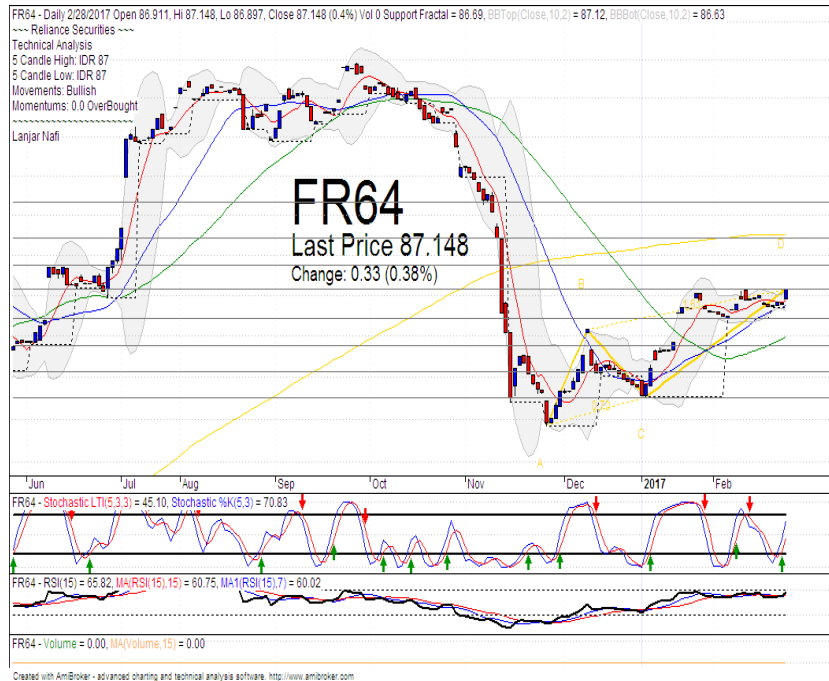 FR64 - Daily 2/28/2017 Open 86.911, Hi 87.148, Lo 86.897, Close 87.148 (0.4%) Vol 0 Support Fractal = 86.69, BBTop(Close,10,2) = 87.12, BBBot(Close,10,2) = 86.63
~~~ Reliance Securities ~~~
Technical Analysis
5 Candle High: IDR 87
5 Candle Low: IDR 87
Movements: Bullish
Momentums: 0.0 OverBought
~~~~~~~~~~~~~~~~~~~~~
Lanjar Nafi
FR64
Last Price 87.148
Change: 0.33 (0.38%)
D
B
A
C
Jun Jul Aug Sep Oct Nov Dec 2017 Feb
FR64 - Stochastic LTI(5,3,3) = 45.10, Stochastic %K(5,3) = 70.83
FR64 - RSI(15) = 65.82, MA(RSI(15),15) = 60.75, MA1(RSI(15),7) = 60.02
FR64 - Volume = 0.00, MA(Volume,15) = 0.00
Created with AmiBroker - advanced charting and technical analysis software. http://www.amibroker.com